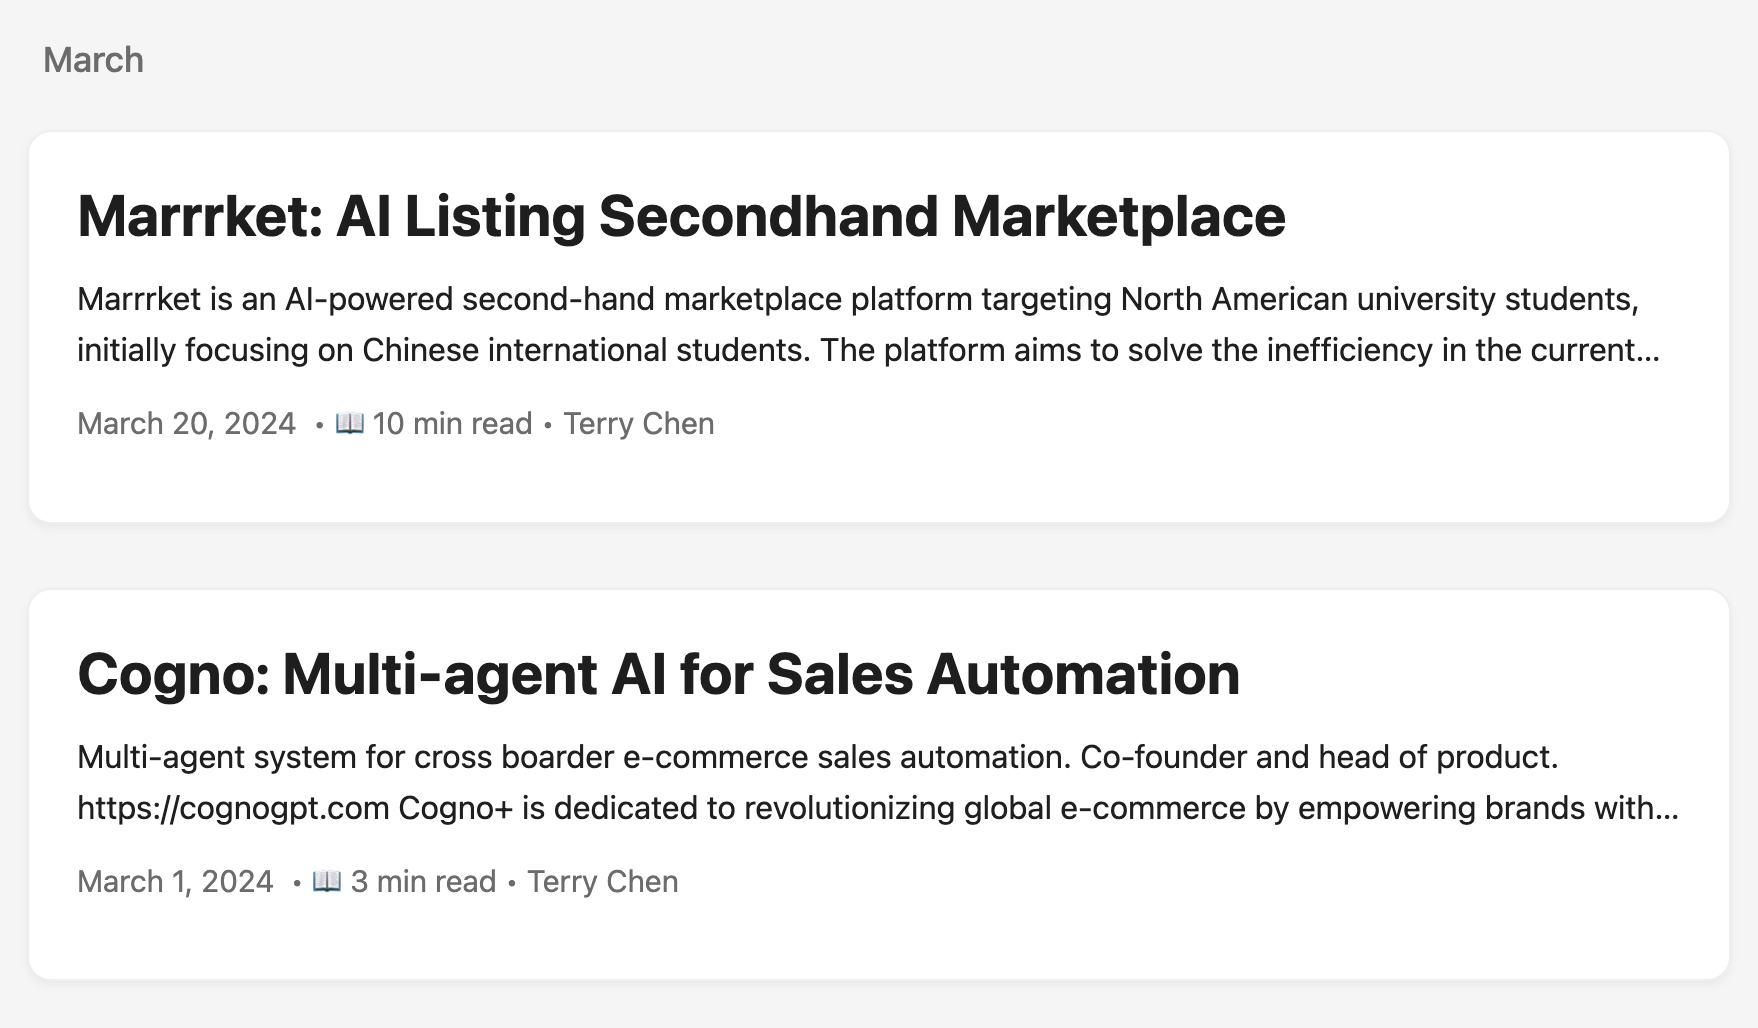 March
Marrrket: AI Listing Secondhand Marketplace
Marrrket is an AI-powered second-hand marketplace platform targeting North American university students,
initially focusing on Chinese international students. The platform aims to solve the inefficiency in the current...
March 20, 2024 • 📖 10 min read • Terry Chen
Cogno: Multi-agent AI for Sales Automation
Multi-agent system for cross boarder e-commerce sales automation. Co-founder and head of product.
https://cognogpt.com Cogno+ is dedicated to revolutionizing global e-commerce by empowering brands with...
March 1, 2024 • 📖 3 min read • Terry Chen